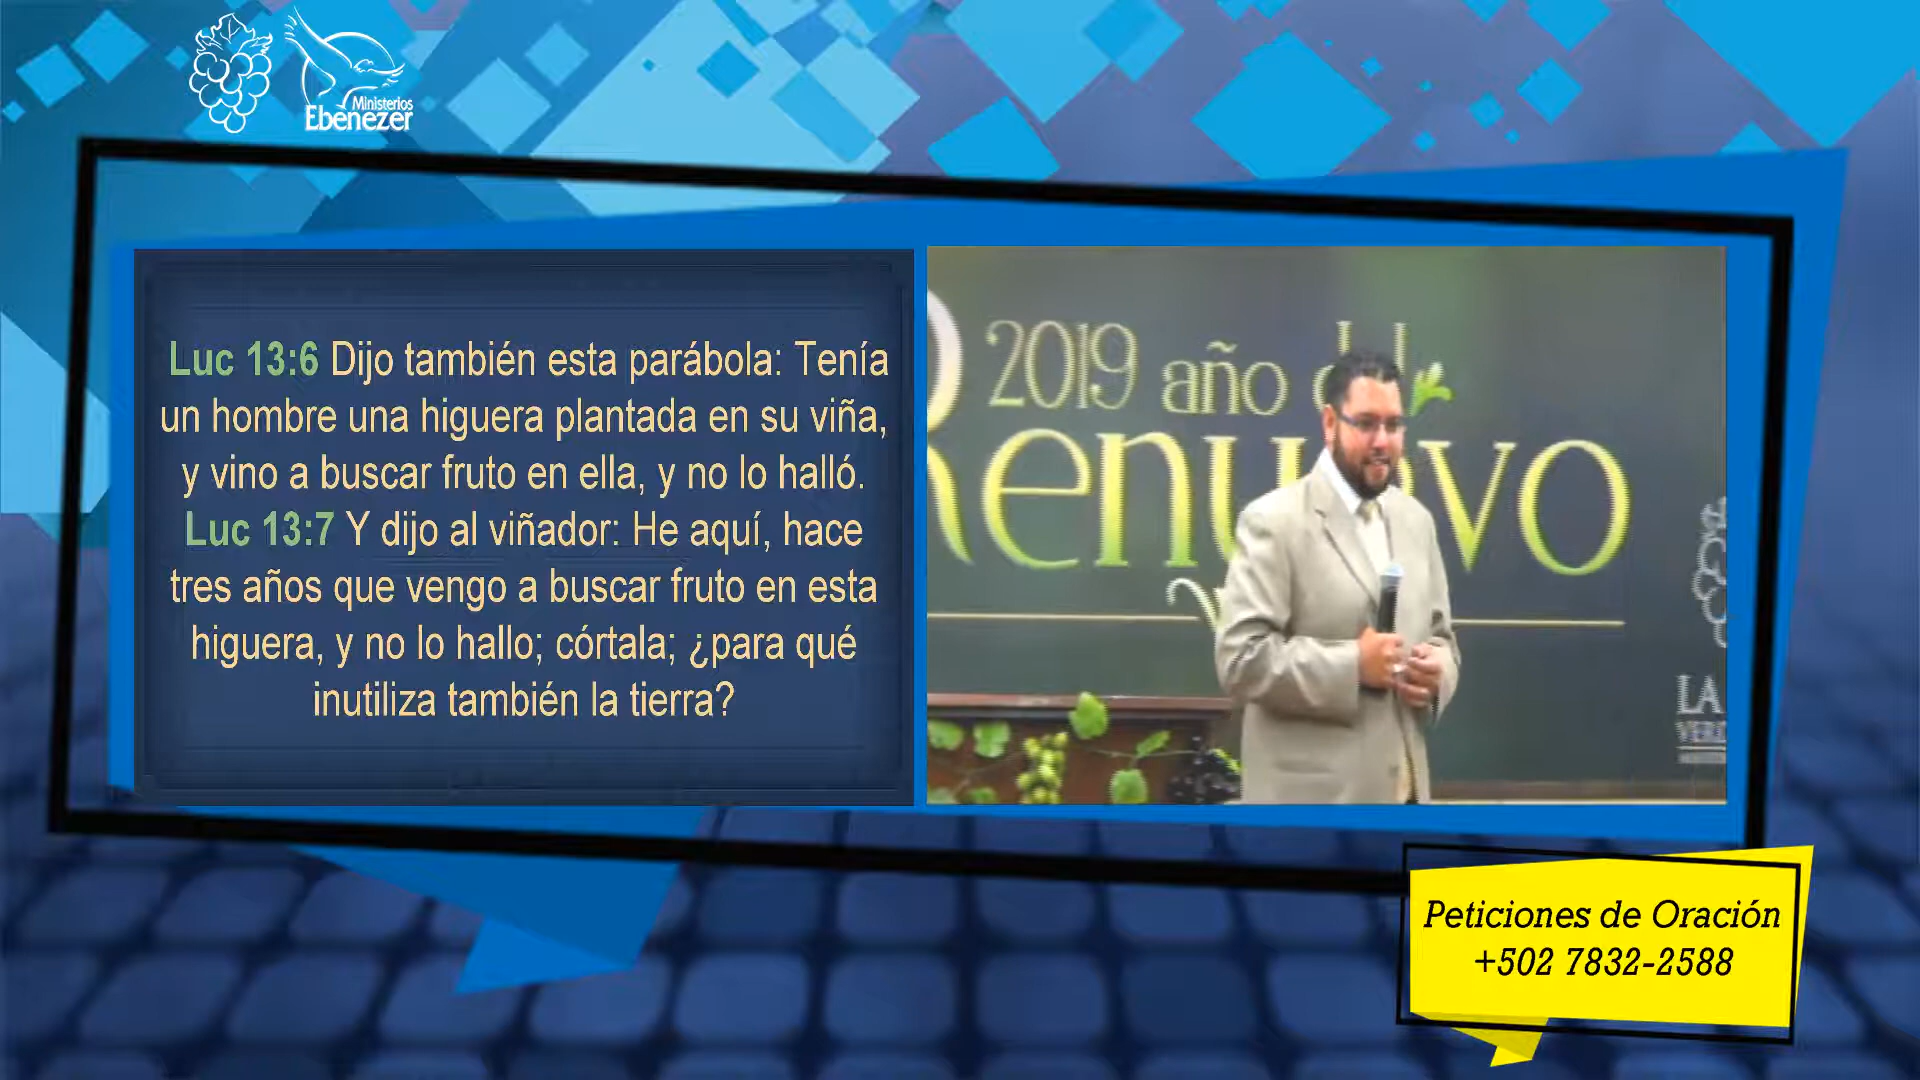 Ministerios
Ebenezer
Luc 13:6 Dijo también esta parábola: Tenía
un hombre una higuera plantada en su viña,
y vino a buscar fruto en ella, y no lo halló.
Luc 13:7 Y dijo al viñador: He aquí, hace
tres años que vengo a buscar fruto en esta
higuera, y no lo hallo; córtala; ¿para qué
inutiliza también la tierra?
2019 año del
Renuevo
LA
Peticiones de Oración
+502 7832-2588